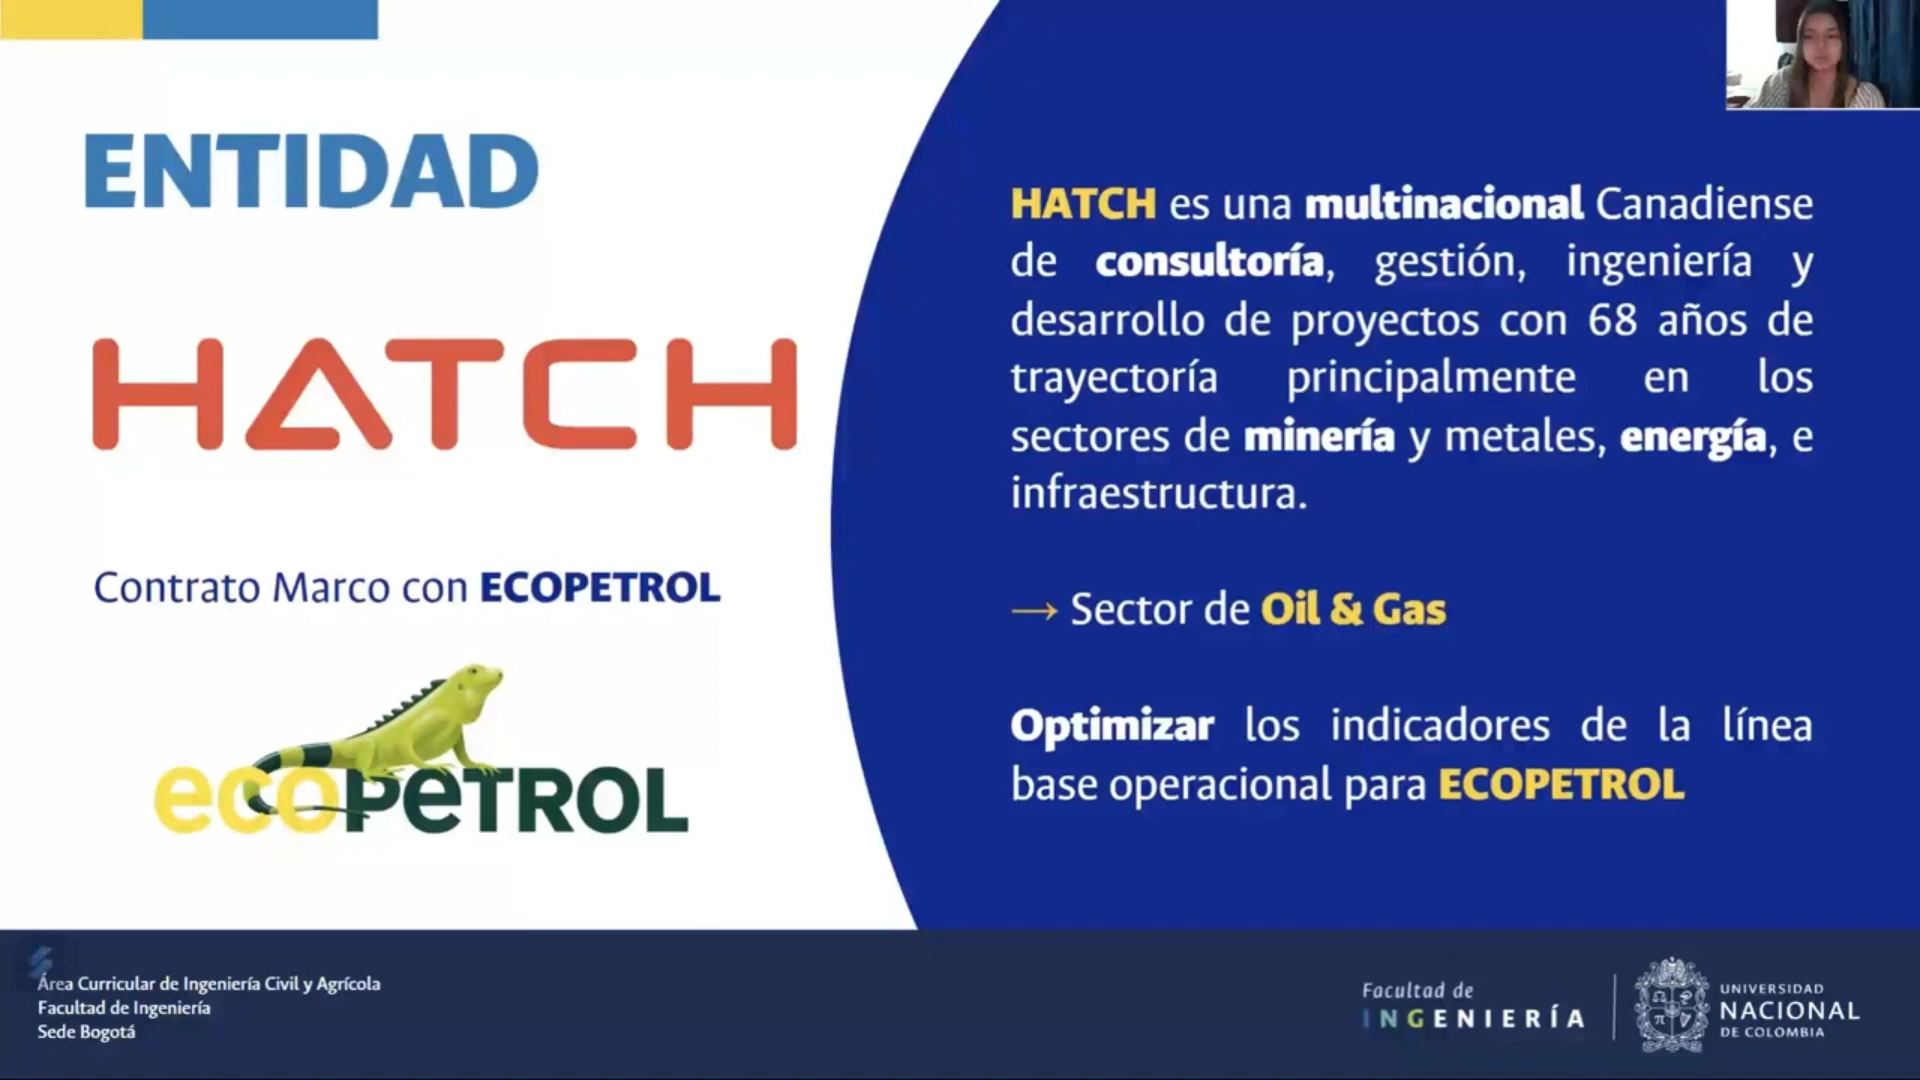 ENTIDAD
HATCH
Contrato Marco con ECOPETROL
ecoPeTROL
HATCH es una multinacional Canadiense
de consultoría, gestión, ingeniería y
desarrollo de proyectos con 68 años de
trayectoría principalmente en los
sectores de minería y metales, energía, e
infraestructura.
→ Sector de Oil & Gas
Optimizar los indicadores de la línea
base operacional para ECOPETROL
Área Curricular de Ingeniería Civil y Agrícola
Facultad de Ingeniería
Sede Bogotá
Facultad de
INGENIERÍA
UNIVERSIDAD
NACIONAL
DE COLOMBIA